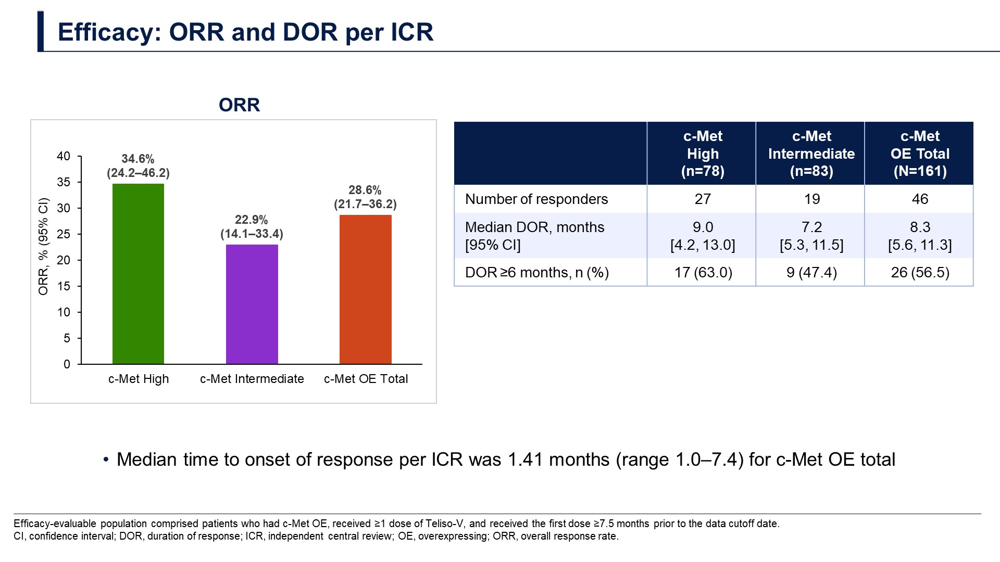 Efficacy: ORR and DOR per ICR
ORR
ORR, % (95% CI)
40
35
30
25
20
15
10
5
0
34.6%
(24.2–46.2)
22.9%
(14.1–33.4)
28.6%
(21.7–36.2)
c-Met High
c-Met Intermediate
c-Met OE Total
c-Met
High
(n=78)
c-Met
Intermediate
(n=83)
c-Met
OE Total
(N=161)
Number of responders
27
19
46
Median DOR, months
[95% CI]
9.0
[4.2, 13.0]
7.2
[5.3, 11.5]
8.3
[5.6, 11.3]
DOR ≥6 months, n (%)
17 (63.0)
9 (47.4)
26 (56.5)
• Median time to onset of response per ICR was 1.41 months (range 1.0–7.4) for c-Met OE total
Efficacy-evaluable population comprised patients who had c-Met OE, received ≥1 dose of Teliso-V, and received the first dose ≥7.5 months prior to the data cutoff date.
CI, confidence interval; DOR, duration of response; ICR, independent central review; OE, overexpressing; ORR, overall response rate.